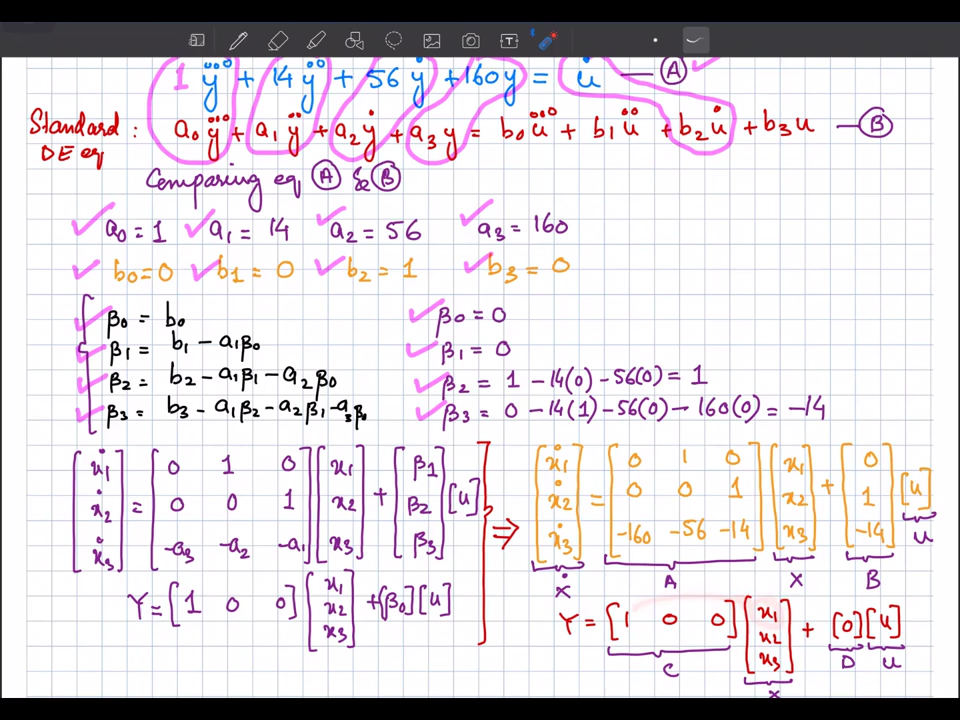 1 y⃛ + 14 ÿ + 56 ẏ + 160y = u̇ — Ⓐ
Standard : a₀ y⃛ + a₁ ÿ + a₂ ẏ + a₃ y = b₀ u⃛ + b₁ ü + b₂ u̇ + b₃ u — Ⓑ
DE eq
Comparing eq Ⓐ & Ⓑ
a₀ = 1 a₁ = 14 a₂ = 56 a₃ = 160
b₀ = 0 b₁ = 0 b₂ = 1 b₃ = 0
β₀ = b₀ β₀ = 0
β₁ = b₁ - a₁β₀ β₁ = 0
β₂ = b₂ - a₁β₁ - a₂β₀ β₂ = 1 - 14(0) - 56(0) = 1
β₃ = b₃ - a₁β₂ - a₂β₁ - a₃β₀ β₃ = 0 - 14(1) - 56(0) - 160(0) = -14
[ẋ₁ ẋ₂ ẋ₃] = [0 1 0 0 0 1 -a₃ -a₂ -a₁] [x₁ x₂ x₃] + [β₁ β₂ β₃] [u] ⇒ [ẋ₁ ẋ₂ ẋ₃] = [0 1 0 0 0 1 -160 -56 -14] [x₁ x₂ x₃] + [0 1 -14] [u]
Ẋ A X B U
Y = [1 0 0] [x₁ x₂ x₃] + [β₀] [u] Y = [1 0 0] [x₁ x₂ x₃] + [0] [u]
C X D U